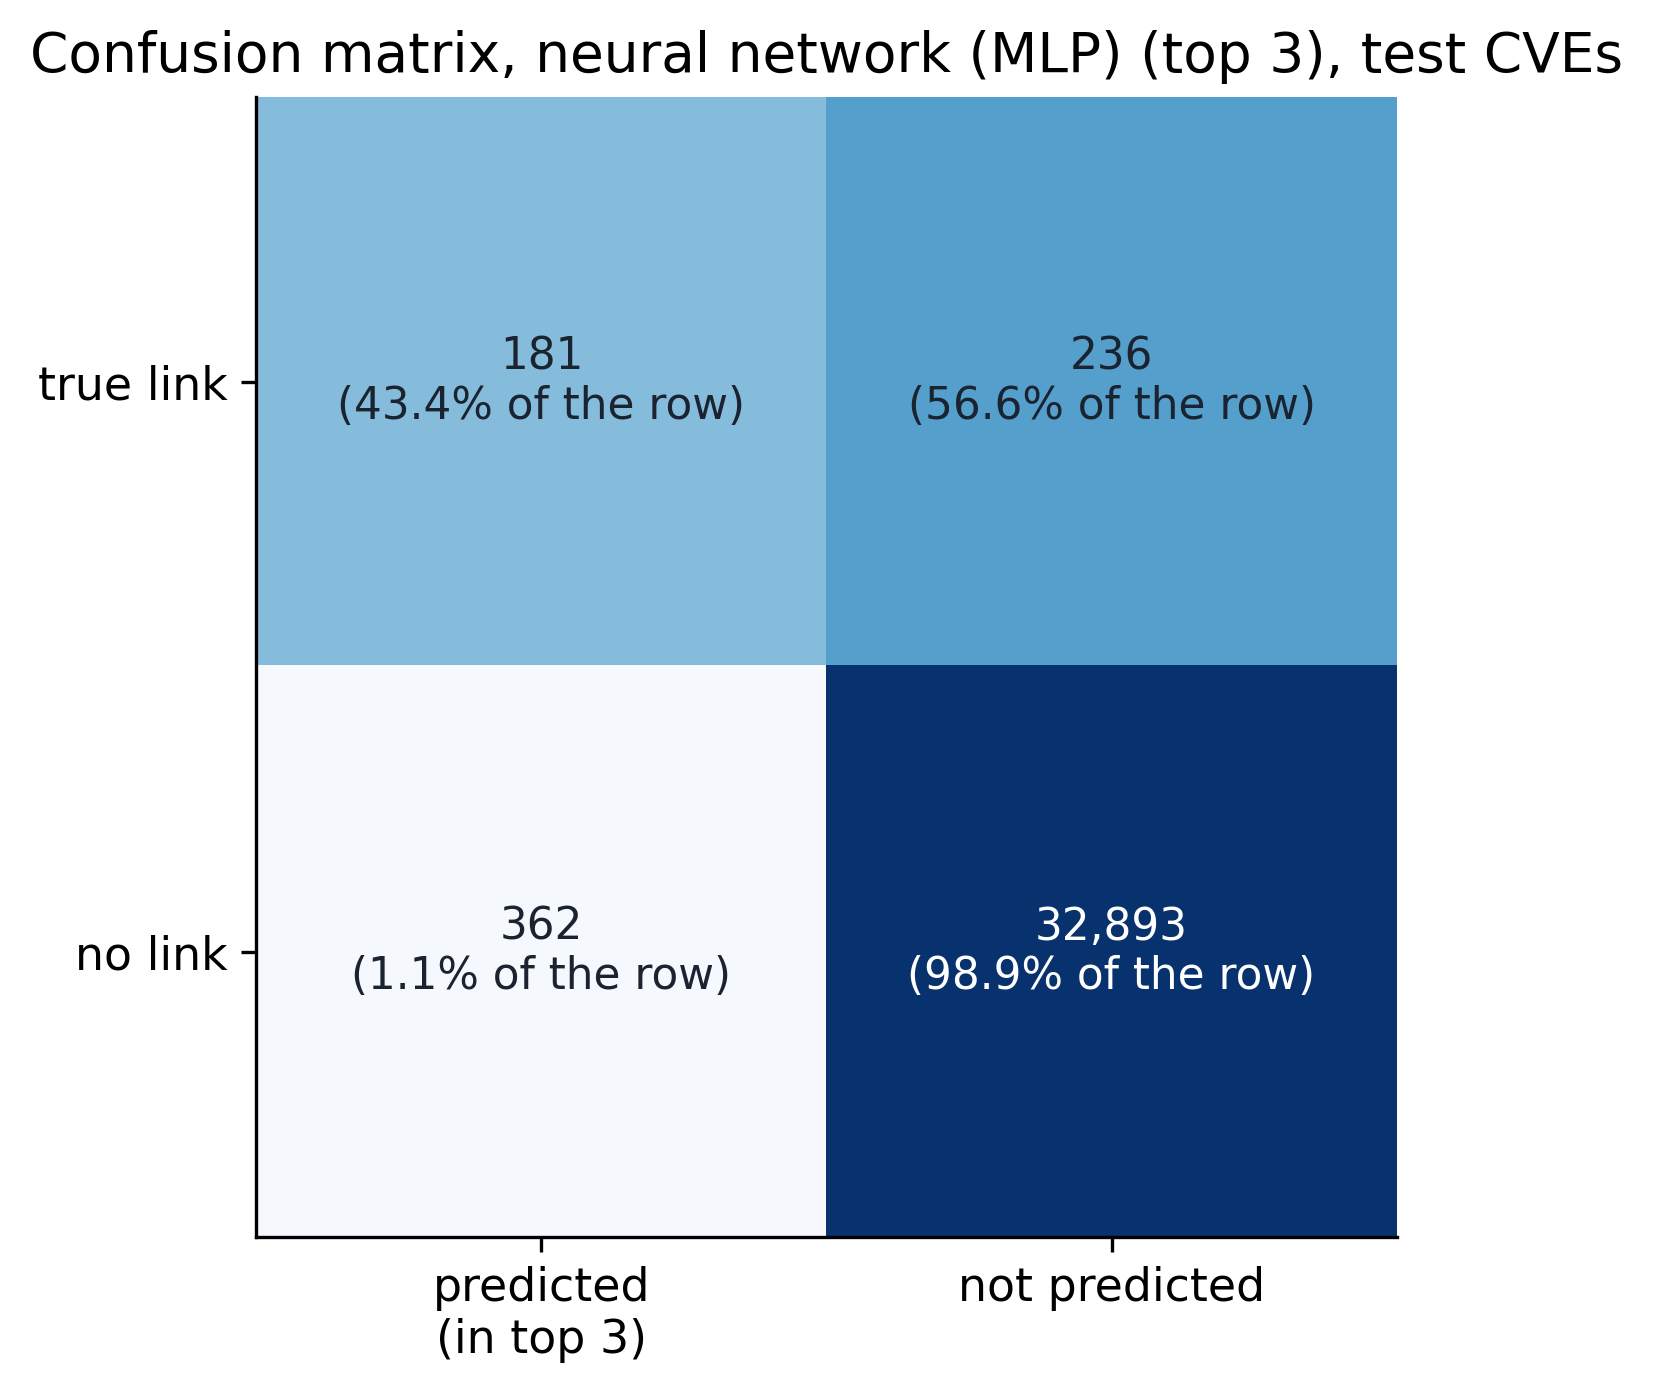 Confusion matrix, neural network (MLP) (top 3), test CVEs
true link
181
(43.4% of the row)
236
(56.6% of the row)
no link
362
(1.1% of the row)
32,893
(98.9% of the row)
predicted
(in top 3)
not predicted